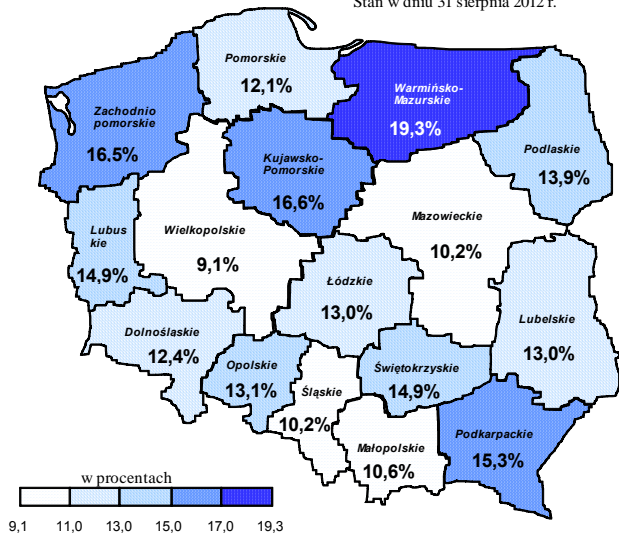 Stan w dniu 31 sierpnia 2012 r.
Pomorskie
12,1%
Warmińsko-
Mazurskie
19,3%
Zachodnio
pomorskie
16.5%
Kujawsko-
Pomorskie
16,6%
Podlaskie
13,9%
Lubus
kie
14,9%
Wielkopolskie
9,1%
Mazowieckie
10,2%
Łódzkie
13,0%
Lubelskie
13,0%
Dolnośląskie
12,4%
Opolskie
13,1%
Śląskie
10,2%
Świętokrzyskie
14,9%
Małopolskie
10,6%
Podkarpackie
15,3%
w procentach
9,1 11,0 13,0 15,0 17,0 19,3